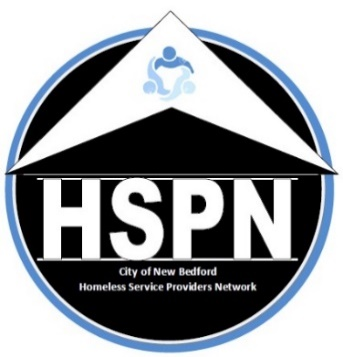 HSPN
City of New Bedford
Homeless Service Providers Network